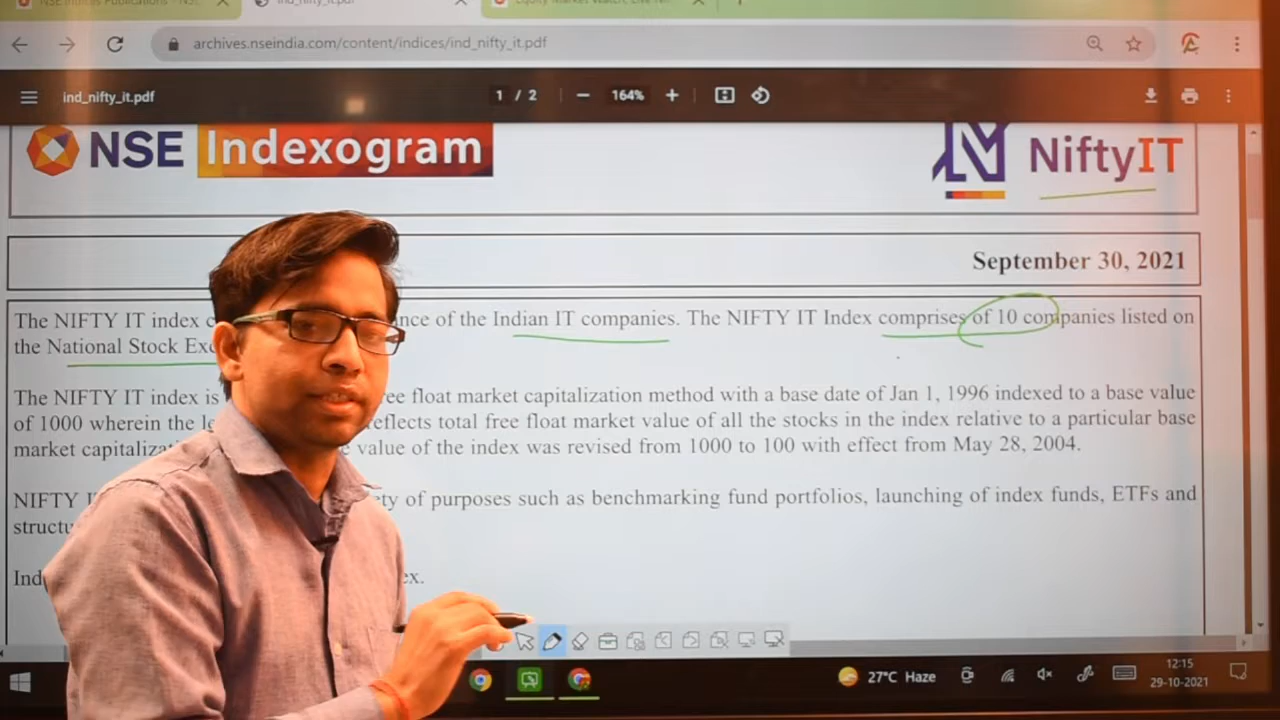 ind_nifty_it.pdf
archives.nseindia.com/content/indices/ind_nifty_it.pdf
ind_nifty_it.pdf
1 / 2
164%
NSE Indexogram
NiftyIT
September 30, 2021
The NIFTY IT index nce of the Indian IT companies. The NIFTY IT Index comprises of 10 companies listed on
the National Stock Exc
The NIFTY IT index is ree float market capitalization method with a base date of Jan 1, 1996 indexed to a base value
of 1000 wherein the le reflects total free float market value of all the stocks in the index relative to a particular base
market capitaliza value of the index was revised from 1000 to 100 with effect from May 28, 2004.
NIFTY ety of purposes such as benchmarking fund portfolios, launching of index funds, ETFs and
structu
Ind ex.
27°C Haze
12:15
29-10-2021